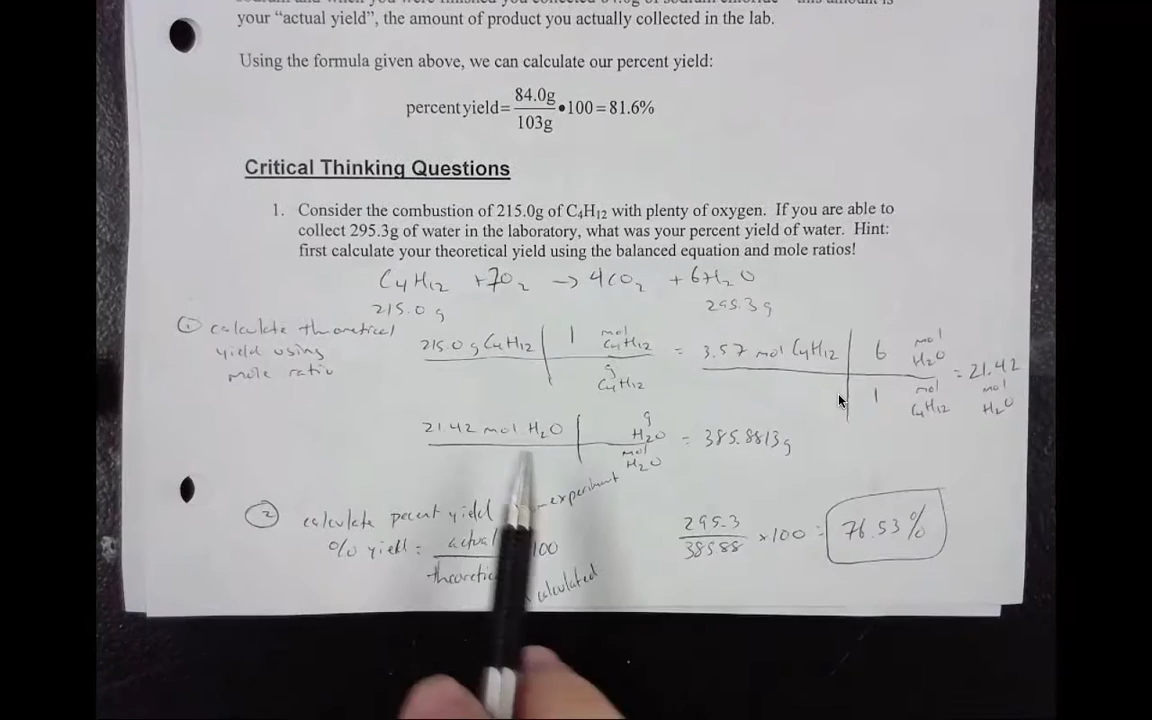 your “actual yield”, the amount of product you actually collected in the lab.
Using the formula given above, we can calculate our percent yield:
percent yield= 84.0g / 103g •100=81.6%
Critical Thinking Questions
1. Consider the combustion of 215.0g of C₄H₁₂ with plenty of oxygen. If you are able to
collect 295.3g of water in the laboratory, what was your percent yield of water. Hint:
first calculate your theoretical yield using the balanced equation and mole ratios!
C₄H₁₂ +7O₂ → 4CO₂ +6H₂O
215.0 g 295.3g
① calculate theoretical
yield using
mole ratio
215.0 g C₄H₁₂ | 1 mol C₄H₁₂ / g C₄H₁₂ = 3.57 mol C₄H₁₂ | 6 mol H₂O / 1 mol C₄H₁₂ = 21.42 mol H₂O
21.42 mol H₂O | g H₂O / mol H₂O = 385.8813g
② calculate pecent yield
experiment
% yield = actual / 100
calculated
295.3 / 385.88 × 100 = 76.53%